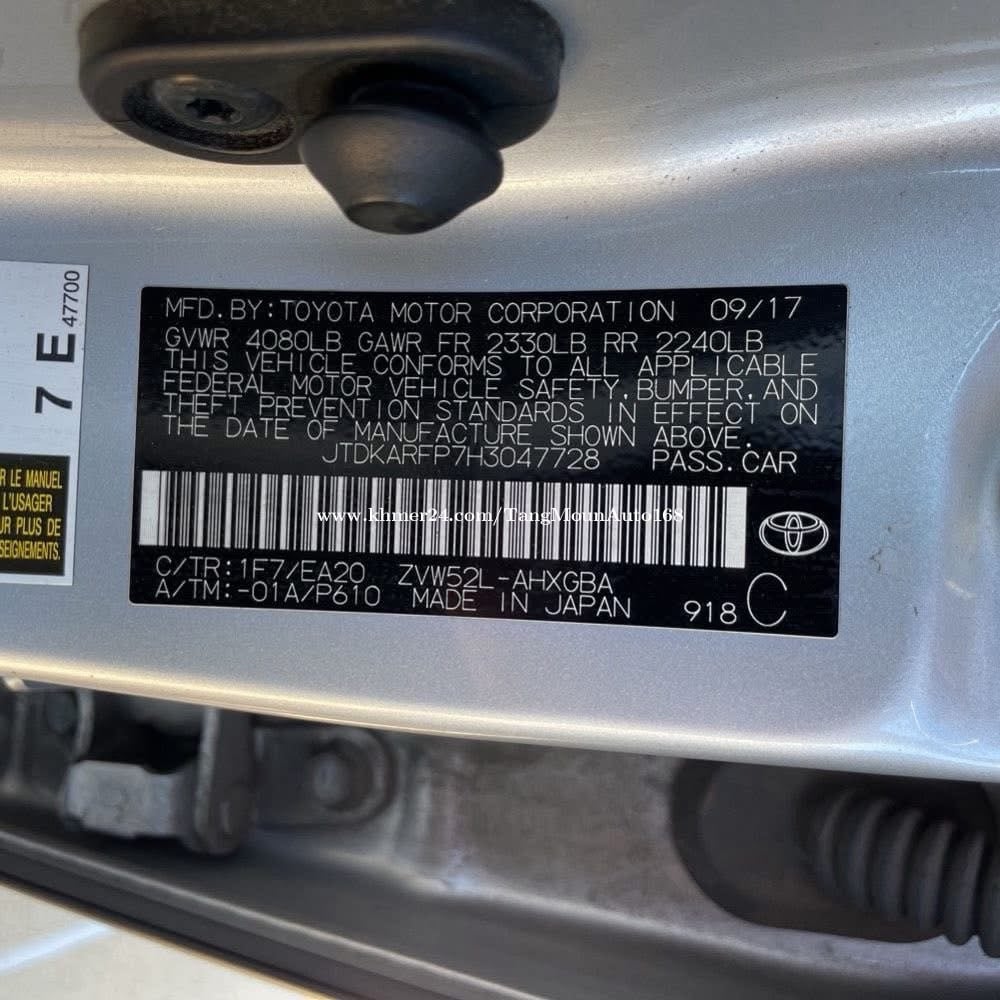 7 E 47700
R LE MANUEL
L'USAGER
UR PLUS DE
SEIGNEMENTS.
MFD. BY: TOYOTA MOTOR CORPORATION 09/17
GVWR 4080LB GAWR FR 2330LB RR 2240LB
THIS VEHICLE CONFORMS TO ALL APPLICABLE
FEDERAL MOTOR VEHICLE SAFETY, BUMPER, AND
THEFT PREVENTION STANDARDS IN EFFECT ON
THE DATE OF MANUFACTURE SHOWN ABOVE.
JTDKARFP7H3047728 PASS.CAR
www.khmer24.com/TangMounAuto168
C/TR: 1F7/EA20 ZVW52L-AHXGBA
A/TM: -01A/P610 MADE IN JAPAN 918 C